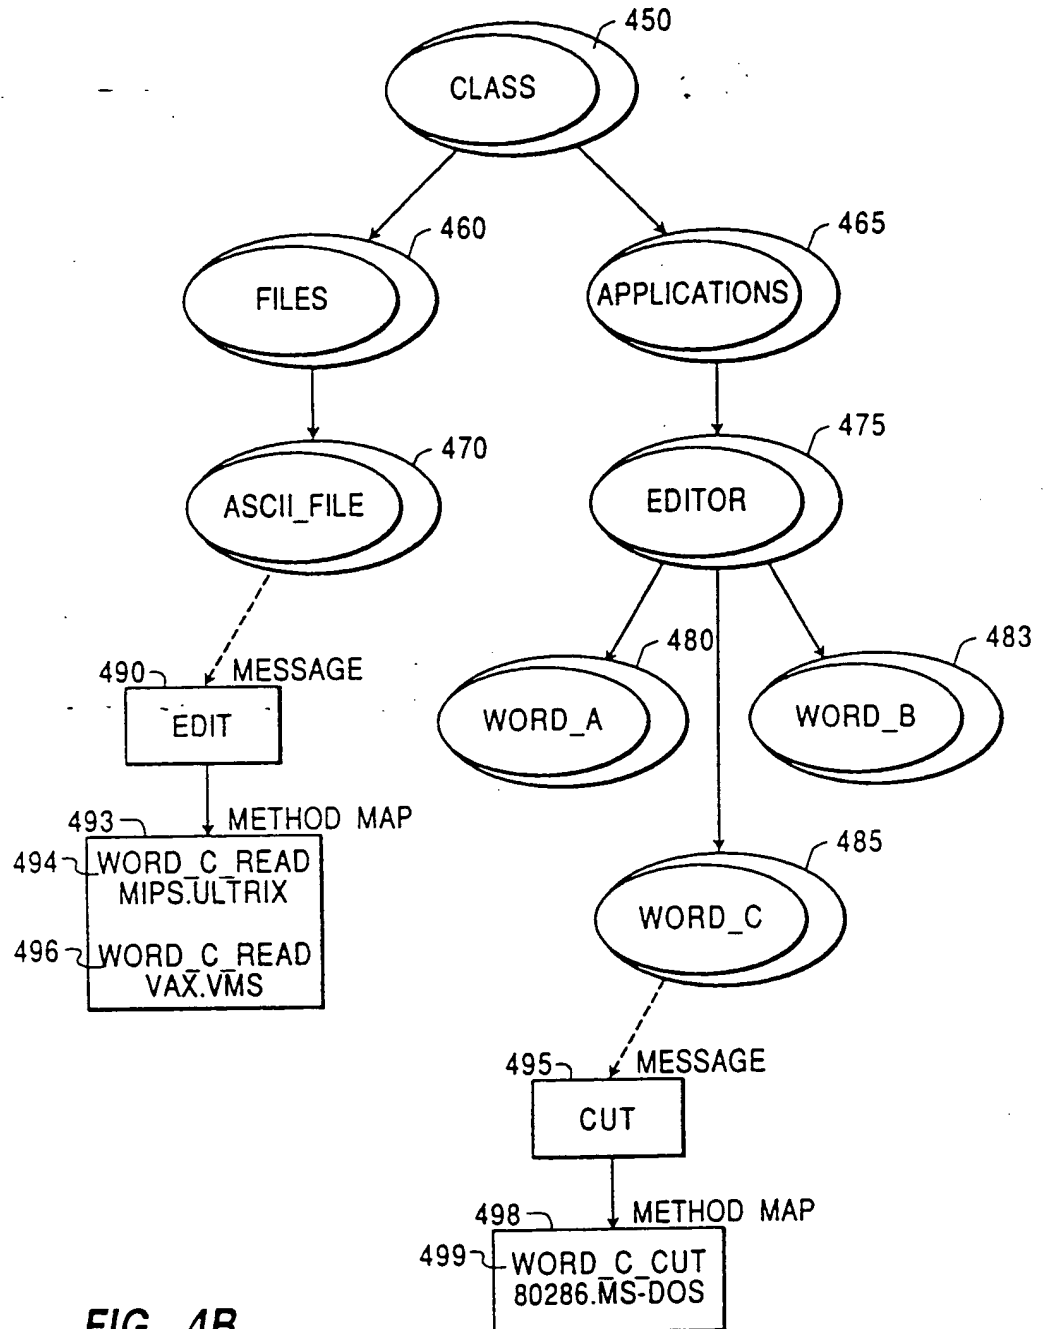 450
CLASS
460
465
FILES
APPLICATIONS
470
475
ASCII_FILE
EDITOR
490 MESSAGE
480
483
EDIT
WORD_A
WORD_B
493 METHOD MAP
494 WORD_C_READ
MIPS.ULTRIX
485
WORD_C
496 WORD_C_READ
VAX.VMS
495 MESSAGE
CUT
498 METHOD MAP
499 WORD_C_CUT
80286.MS-DOS
FIG. 4B